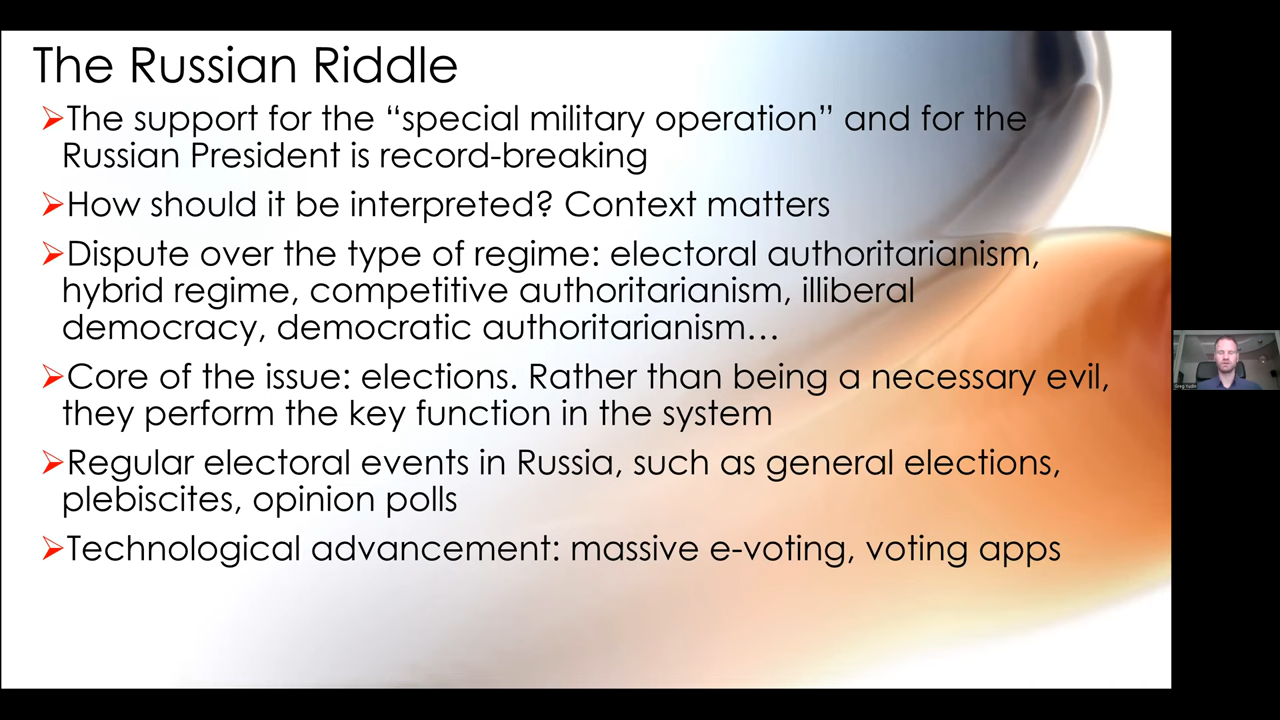 The Russian Riddle
➢The support for the “special military operation” and for the
Russian President is record-breaking
➢How should it be interpreted? Context matters
➢Dispute over the type of regime: electoral authoritarianism,
hybrid regime, competitive authoritarianism, illiberal
democracy, democratic authoritarianism…
➢Core of the issue: elections. Rather than being a necessary evil,
they perform the key function in the system
➢Regular electoral events in Russia, such as general elections,
plebiscites, opinion polls
➢Technological advancement: massive e-voting, voting apps
Greg Yudin